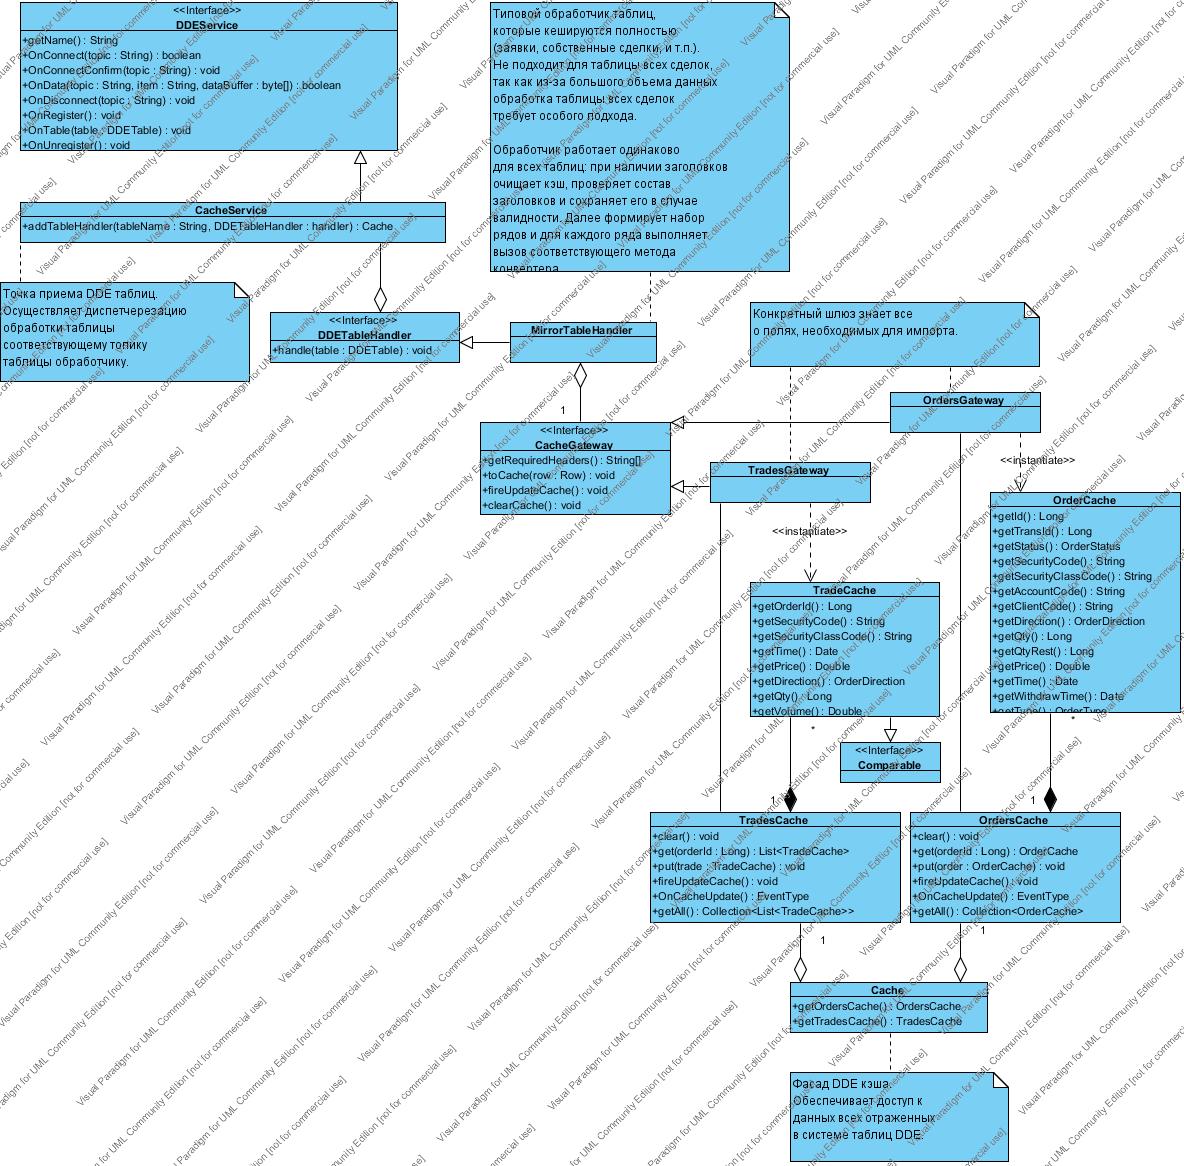 <<Interface>>
DDEService
+getName() : String
+OnConnect(topic : String) : boolean
+OnConnectConfirm(topic : String) : void
+OnData(topic : String, item : String, dataBuffer : byte[]) : boolean
+OnDisconnect(topic : String) : void
+OnRegister() : void
+OnTable(table : DDETable) : void
+OnUnregister() : void
Типовой обработчик таблиц,
которые кешируются полностью
(заявки, собственные сделки, и т.п.).
Не подходит для таблицы всех сделок,
так как из-за большого объема данных
обработка таблицы всех сделок
требует особого подхода.
Обработчик работает одинаково
для всех таблиц: при наличии заголовков
очищает кэш, проверяет состав
заголовков и сохраняет его в случае
валидности. Далее формирует набор
рядов и для каждого ряда выполняет
вызов соответствующего метода
конвертера.
CacheService
+addTableHandler(tableName : String, DDETableHandler : handler) : Cache
Точка приема DDE таблиц.
Осуществляет диспетчерезацию
обработки таблицы
соответствующему топику
таблицы обработчику.
<<Interface>>
DDETableHandler
+handle(table : DDETable) : void
MirrorTableHandler
Конкретный шлюз знает все
о полях, необходимых для импорта.
1
<<Interface>>
CacheGateway
+getRequiredHeaders() : String[]
+toCache(row : Row) : void
+fireUpdateCache() : void
+clearCache() : void
OrdersGateway
<<instantiate>>
TradesGateway
<<instantiate>>
OrderCache
+getId() : Long
+getTransId() : Long
+getStatus() : OrderStatus
+getSecurityCode() : String
+getSecurityClassCode() : String
+getAccountCode() : String
+getClientCode() : String
+getDirection() : OrderDirection
+getQty() : Long
+getQtyRest() : Long
+getPrice() : Double
+getTime() : Date
+getWithdrawTime() : Date
+getType() : OrderType
TradeCache
+getOrderId() : Long
+getSecurityCode() : String
+getSecurityClassCode() : String
+getTime() : Date
+getPrice() : Double
+getDirection() : OrderDirection
+getQty() : Long
+getVolume() : Double
*
*
<<Interface>>
Comparable
1
1
TradesCache
+clear() : void
+get(orderId : Long) : List<TradeCache>
+put(trade : TradeCache) : void
+fireUpdateCache() : void
+OnCacheUpdate() : EventType
+getAll() : Collection<List<TradeCache>>
OrdersCache
+clear() : void
+get(orderId : Long) : OrderCache
+put(order : OrderCache) : void
+fireUpdateCache() : void
+OnCacheUpdate() : EventType
+getAll() : Collection<OrderCache>
1
1
Cache
+getOrdersCache() : OrdersCache
+getTradesCache() : TradesCache
Фасад DDE кэша.
Обеспечивает доступ к
данных всех отраженных
в системе таблиц DDE.
Visual Paradigm for UML Community Edition [not for commercial use]